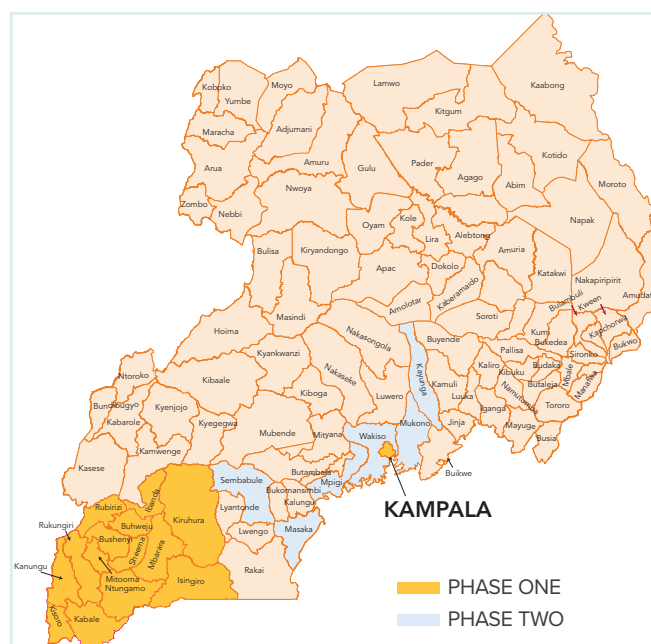 Koboko
Yumbe
Moyo
Lamwo
Kaabong
Kitgum
Maracha
Adjumani
Arua
Amuru
Gulu
Pader
Agago
Kotido
Abim
Moroto
Nwoya
Zombo
Nebbi
Napak
Oyam
Kole
Lira
Alebtong
Amuria
Bulisa
Kiryandongo
Apac
Dokolo
Katakwi
Nakapiripirit
Kaberamaido
Amolotar
Amudat
Bulambuli
Kween
Masindi
Soroti
Hoima
Nakasongola
Buyende
Kumi
Bukedea
Kapchorwa
Bukwo
Kyankwanzi
Pallisa
Sironko
Ntoroko
Kibaale
Nakaseke
Kayunga
Kaliro
Kibuku
Budaka
Mbale
Manafwa
Bundibugyo
Kyenjojo
Kiboga
Luwero
Kamuli
Luuka
Namutumba
Butaleja
Tororo
Kabarole
Kyegegwa
Mubende
Mityana
Wakiso
Mukono
Jinja
Iganga
Mayuge
Busia
Kamwenge
Kasese
Butambala
Buikwe
Sembabule
Mpigi
Bukomansimbi
Kalungu
KAMPALA
Rubirizi
Ibanda
Kiruhura
Lyantonde
Rukungiri
Buhweju
Masaka
Lwengo
Bushenyi
Sheema
Mbarara
Kanungu
Mitooma
Ntungamo
Isingiro
Rakai
PHASE ONE
Kisoro
Kabale
PHASE TWO